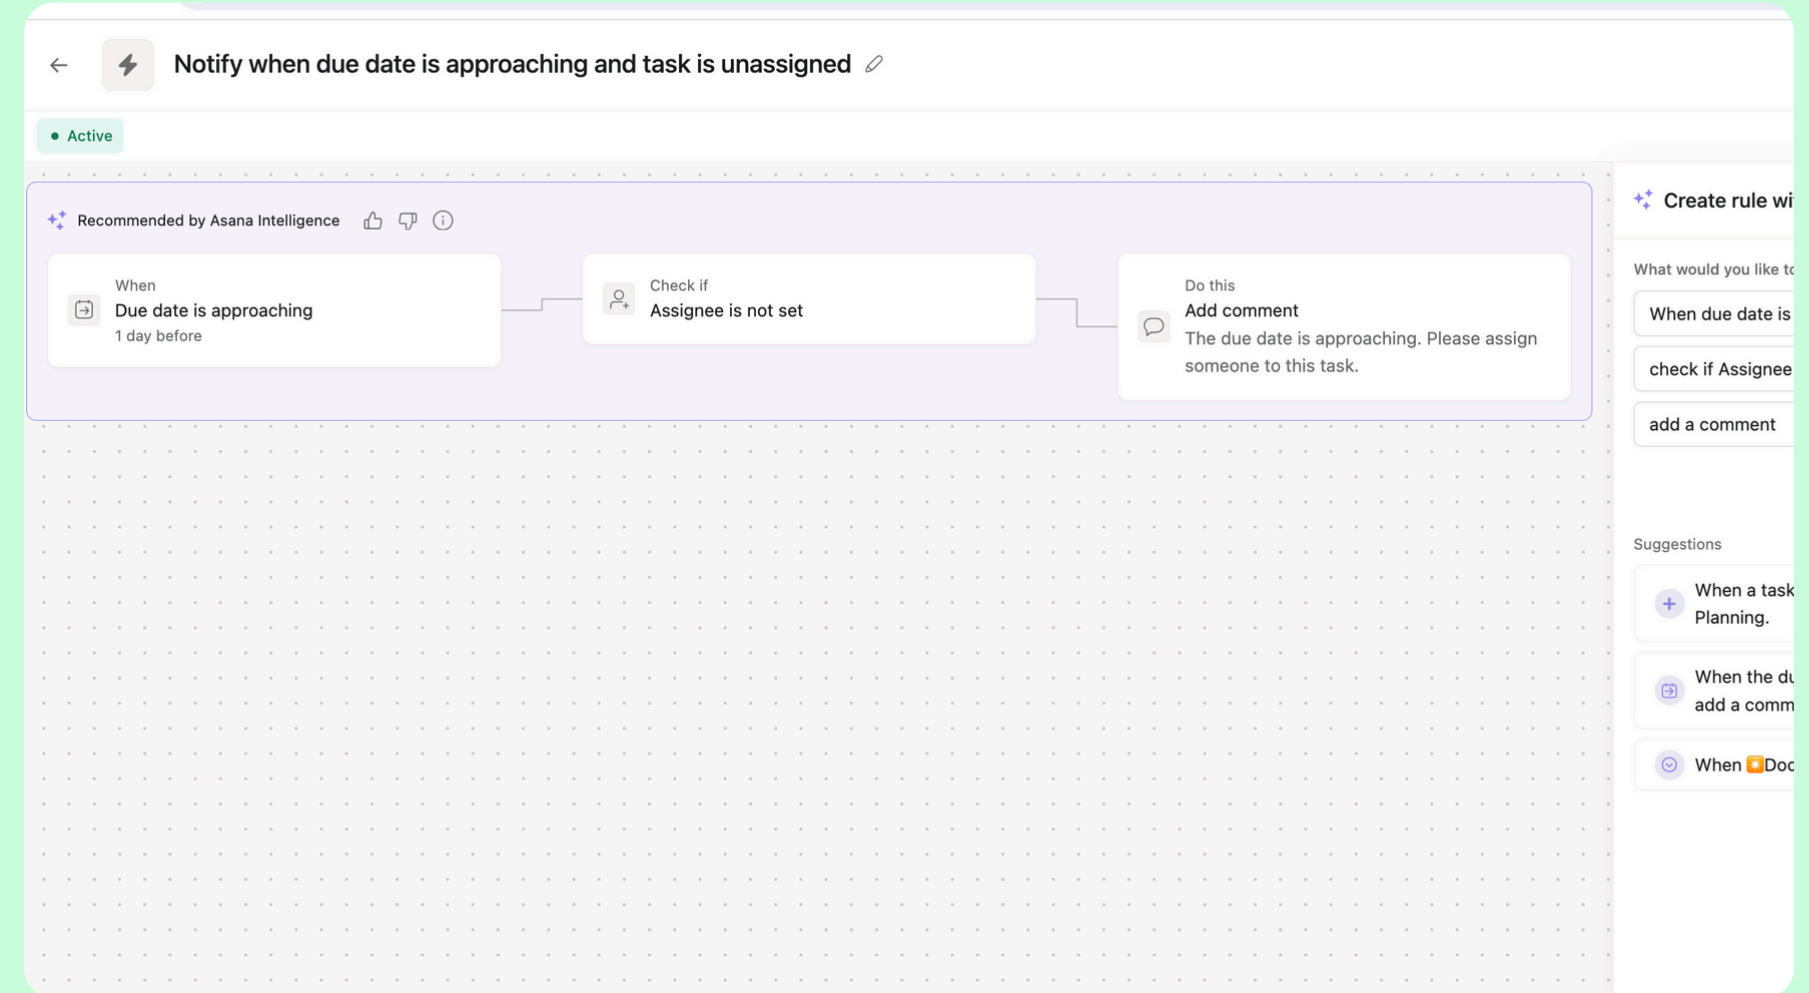 Notify when due date is approaching and task is unassigned
Active
Recommended by Asana Intelligence
When
Due date is approaching
1 day before
Check if
Assignee is not set
Do this
Add comment
The due date is approaching. Please assign
someone to this task.
Create rule wi
What would you like to
When due date is
check if Assignee
add a comment
Suggestions
When a task
Planning.
When the du
add a comm
When 💥Doc